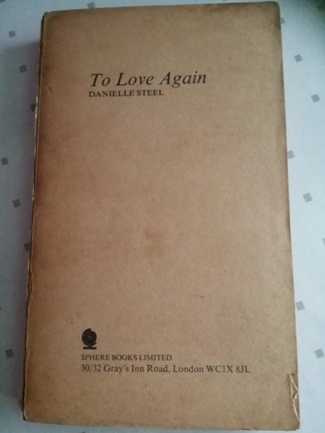 To Love Again
DANIELLE STEEL
SPHERE BOOKS LIMITED
30/32 Gray's Inn Road, London WC1X 8JL